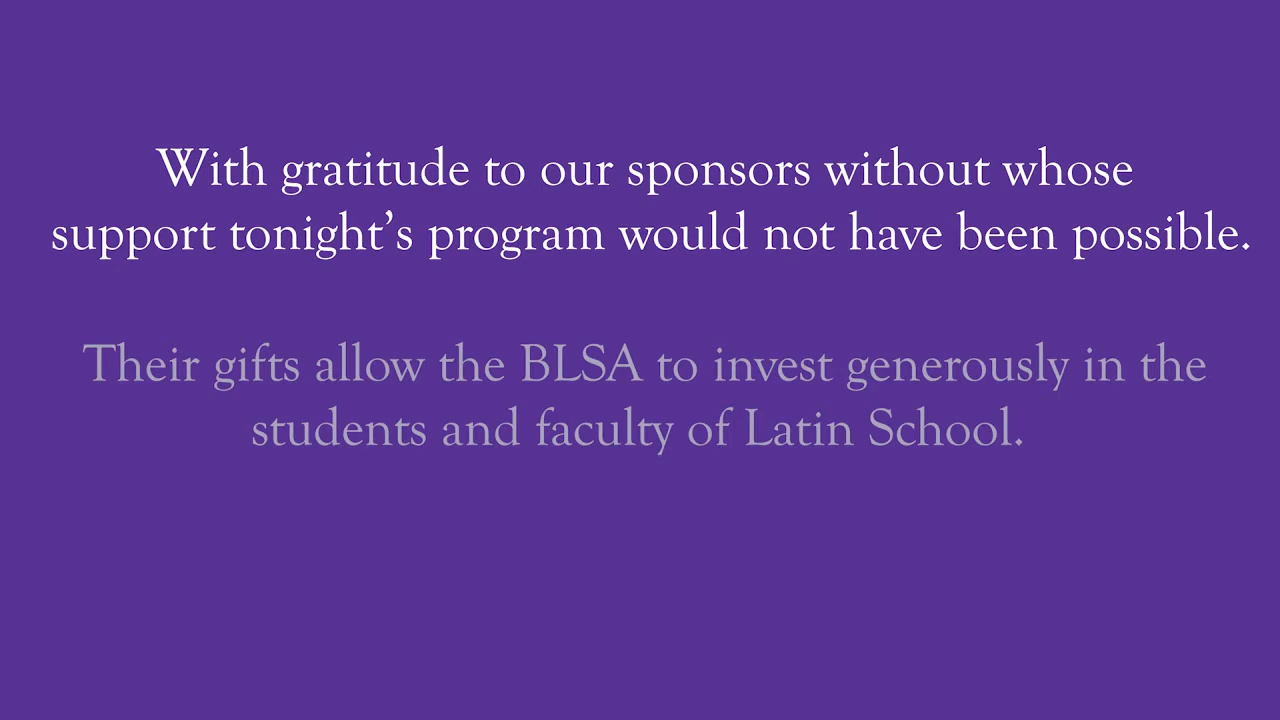 With gratitude to our sponsors without whose
support tonight’s program would not have been possible.
Their gifts allow the BLSA to invest generously in the
students and faculty of Latin School.